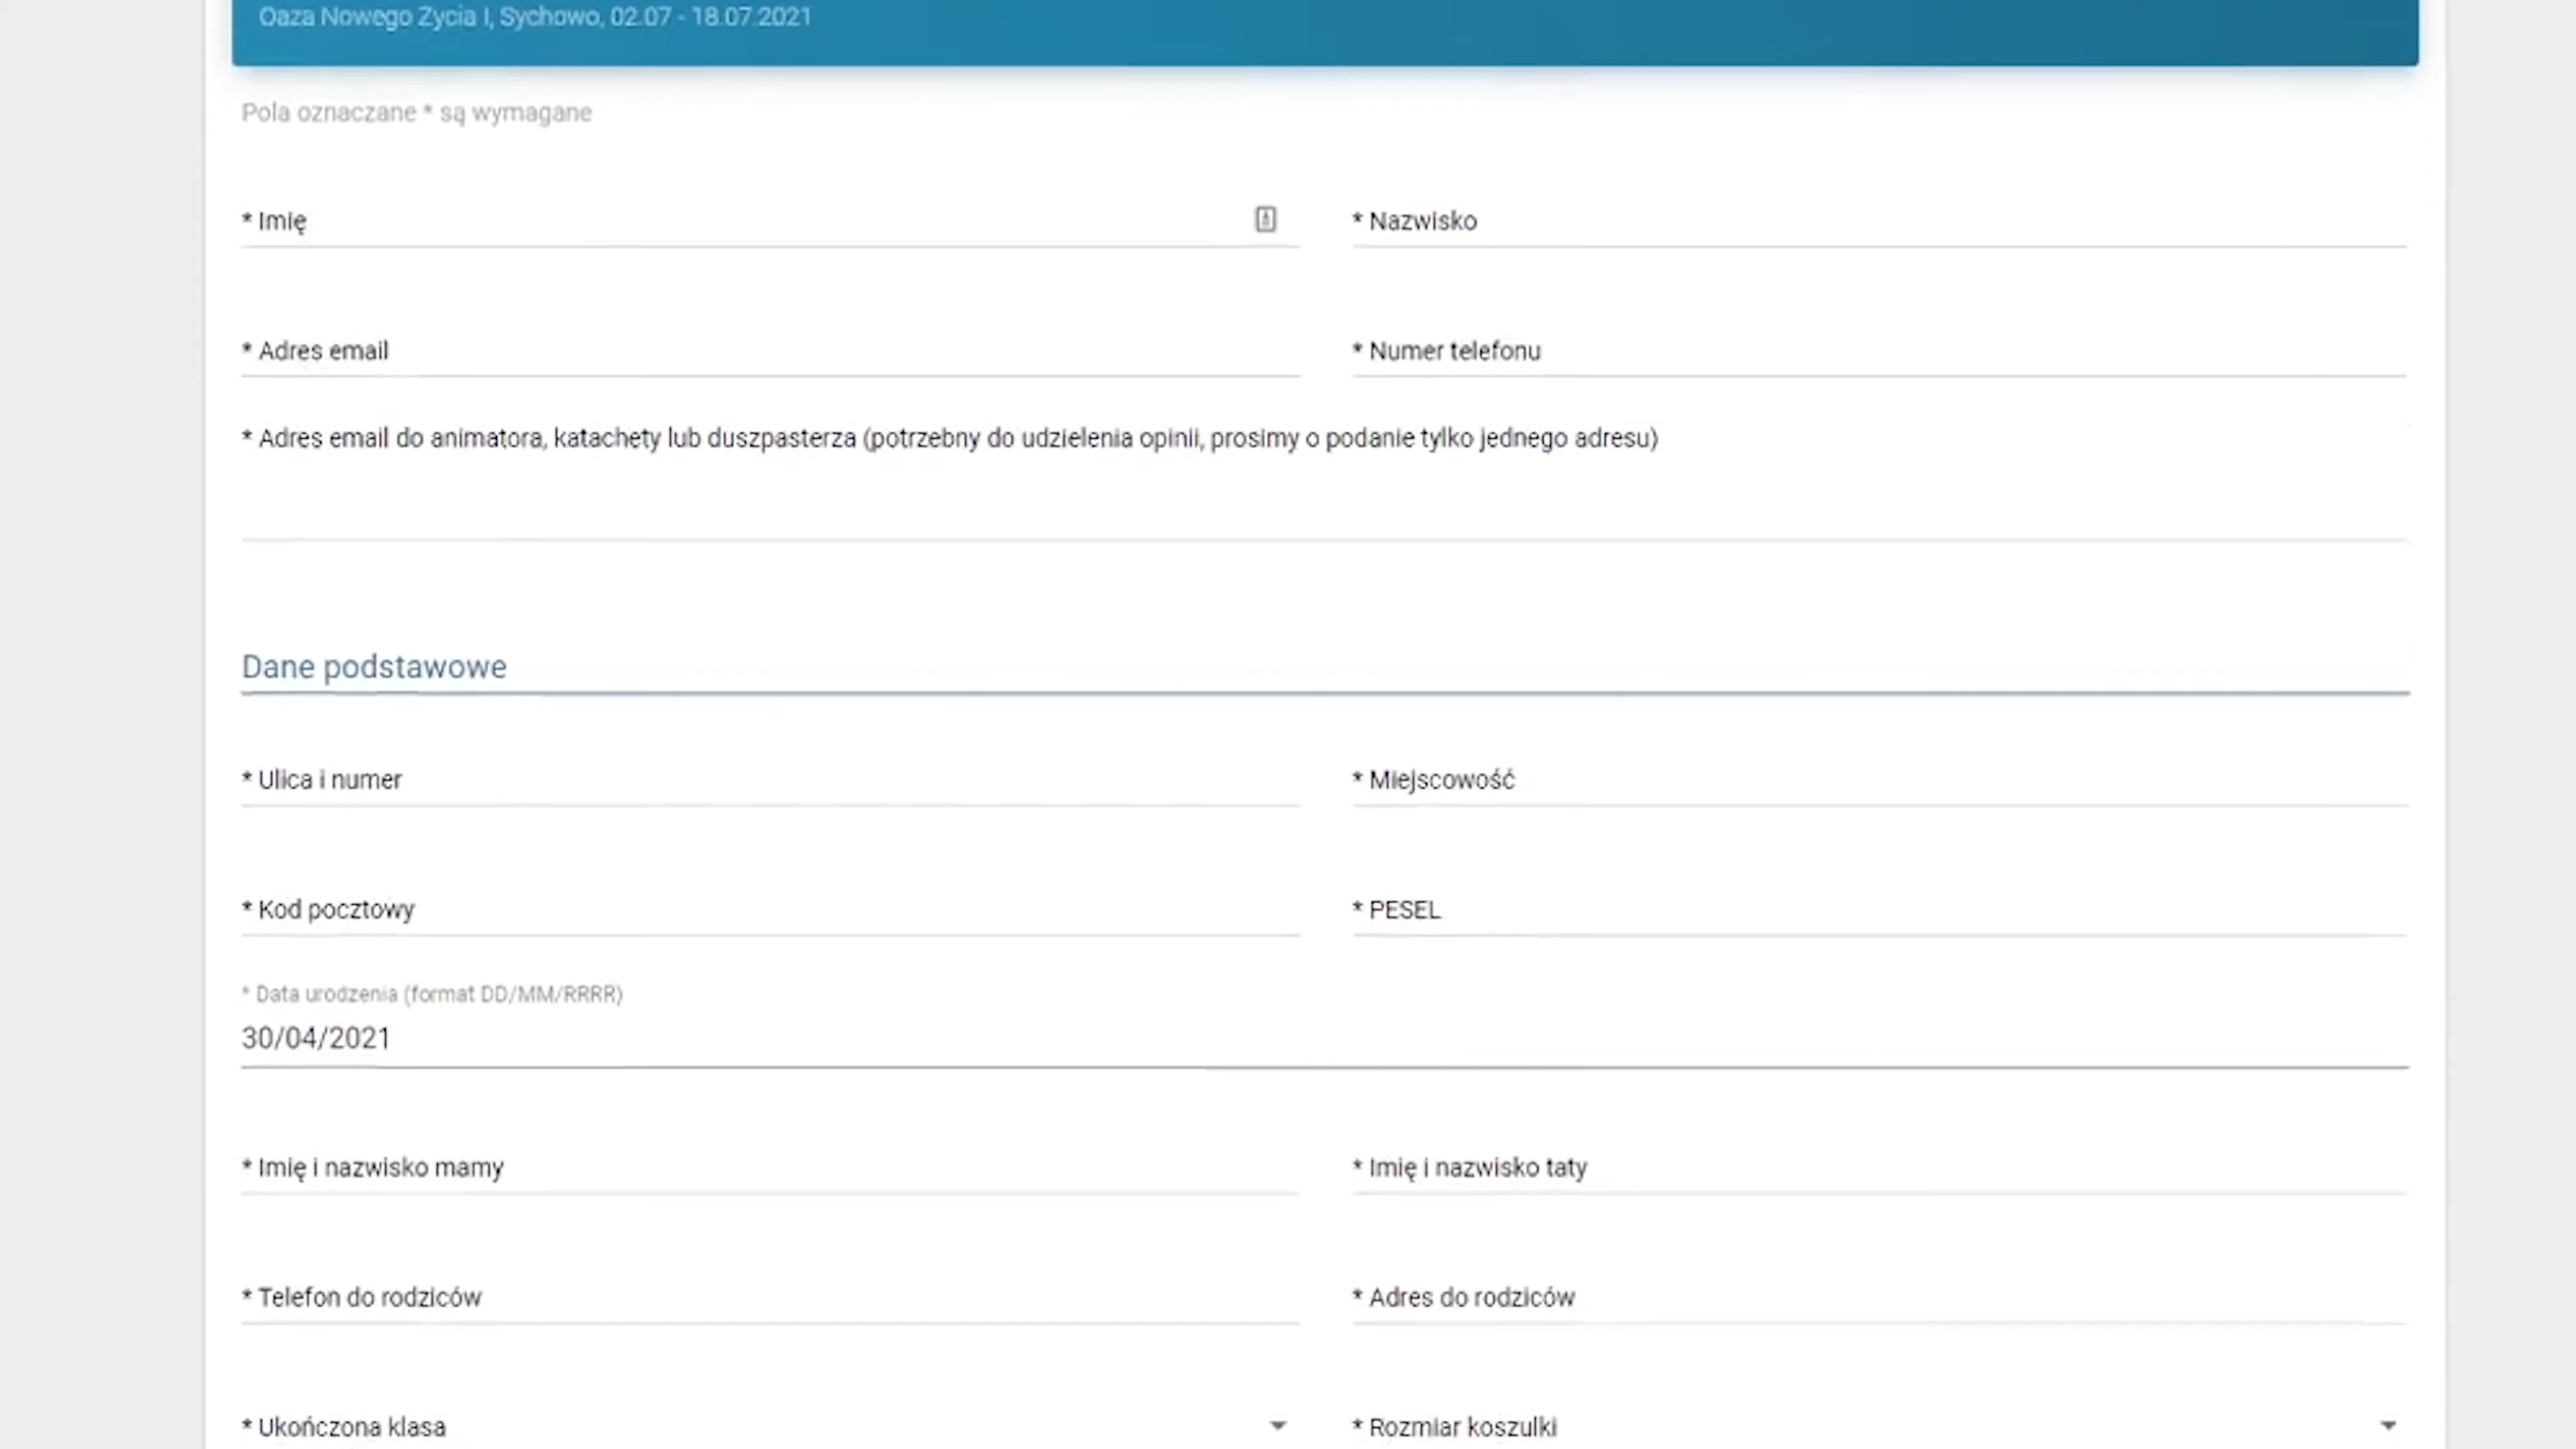 Oaza Nowego Życia I, Sychowo, 02.07 - 18.07.2021
Pola oznaczane * są wymagane
* Imię
* Nazwisko
* Adres email
* Numer telefonu
* Adres email do animatora, katachety lub duszpasterza (potrzebny do udzielenia opinii, prosimy o podanie tylko jednego adresu)
Dane podstawowe
* Ulica i numer
* Miejscowość
* Kod pocztowy
* PESEL
* Data urodzenia (format DD/MM/RRRR)
30/04/2021
* Imię i nazwisko mamy
* Imię i nazwisko taty
* Telefon do rodziców
* Adres do rodziców
* Ukończona klasa
* Rozmiar koszulki